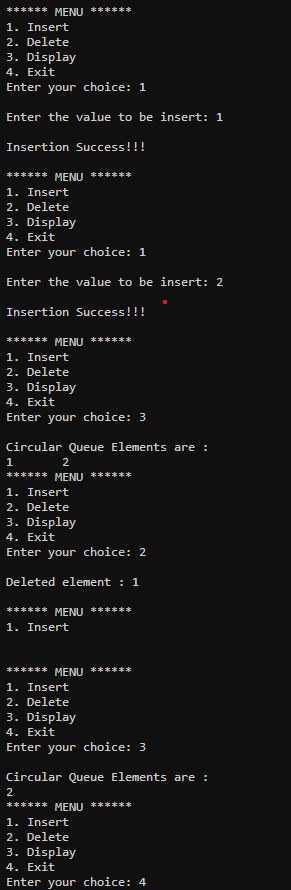 ****** MENU ******
1. Insert
2. Delete
3. Display
4. Exit
Enter your choice: 1
Enter the value to be insert: 1
Insertion Success!!!
****** MENU ******
1. Insert
2. Delete
3. Display
4. Exit
Enter your choice: 1
Enter the value to be insert: 2
Insertion Success!!!
****** MENU ******
1. Insert
2. Delete
3. Display
4. Exit
Enter your choice: 3
Circular Queue Elements are :
1       2
****** MENU ******
1. Insert
2. Delete
3. Display
4. Exit
Enter your choice: 2
Deleted element : 1
****** MENU ******
1. Insert
****** MENU ******
1. Insert
2. Delete
3. Display
4. Exit
Enter your choice: 3
Circular Queue Elements are :
2
****** MENU ******
1. Insert
2. Delete
3. Display
4. Exit
Enter your choice: 4